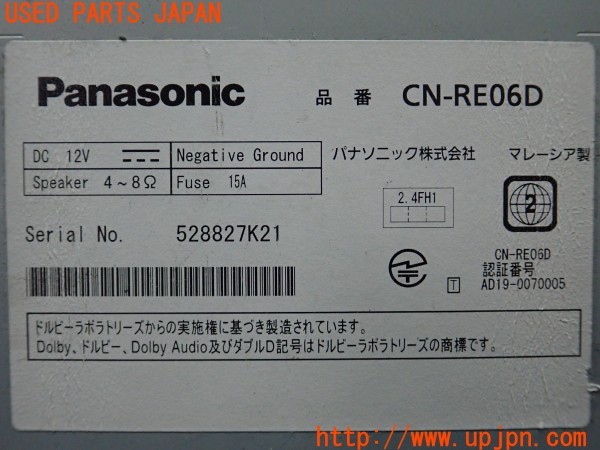 USED PARTS JAPAN
Panasonic 品 番 CN-RE06D
DC 12V Negative Ground パナソニック株式会社 マレーシア製
Speaker 4～8Ω Fuse 15A
2.4FH1
2
Serial No. 528827K21
CN-RE06D
認証番号
T AD19-0070005
ドルビーラボラトリーズからの実施権に基づき製造されています。
Dolby、ドルビー、Dolby Audio及びダブルD記号はドルビーラボラトリーズの商標です。
http://www.upjpn.com